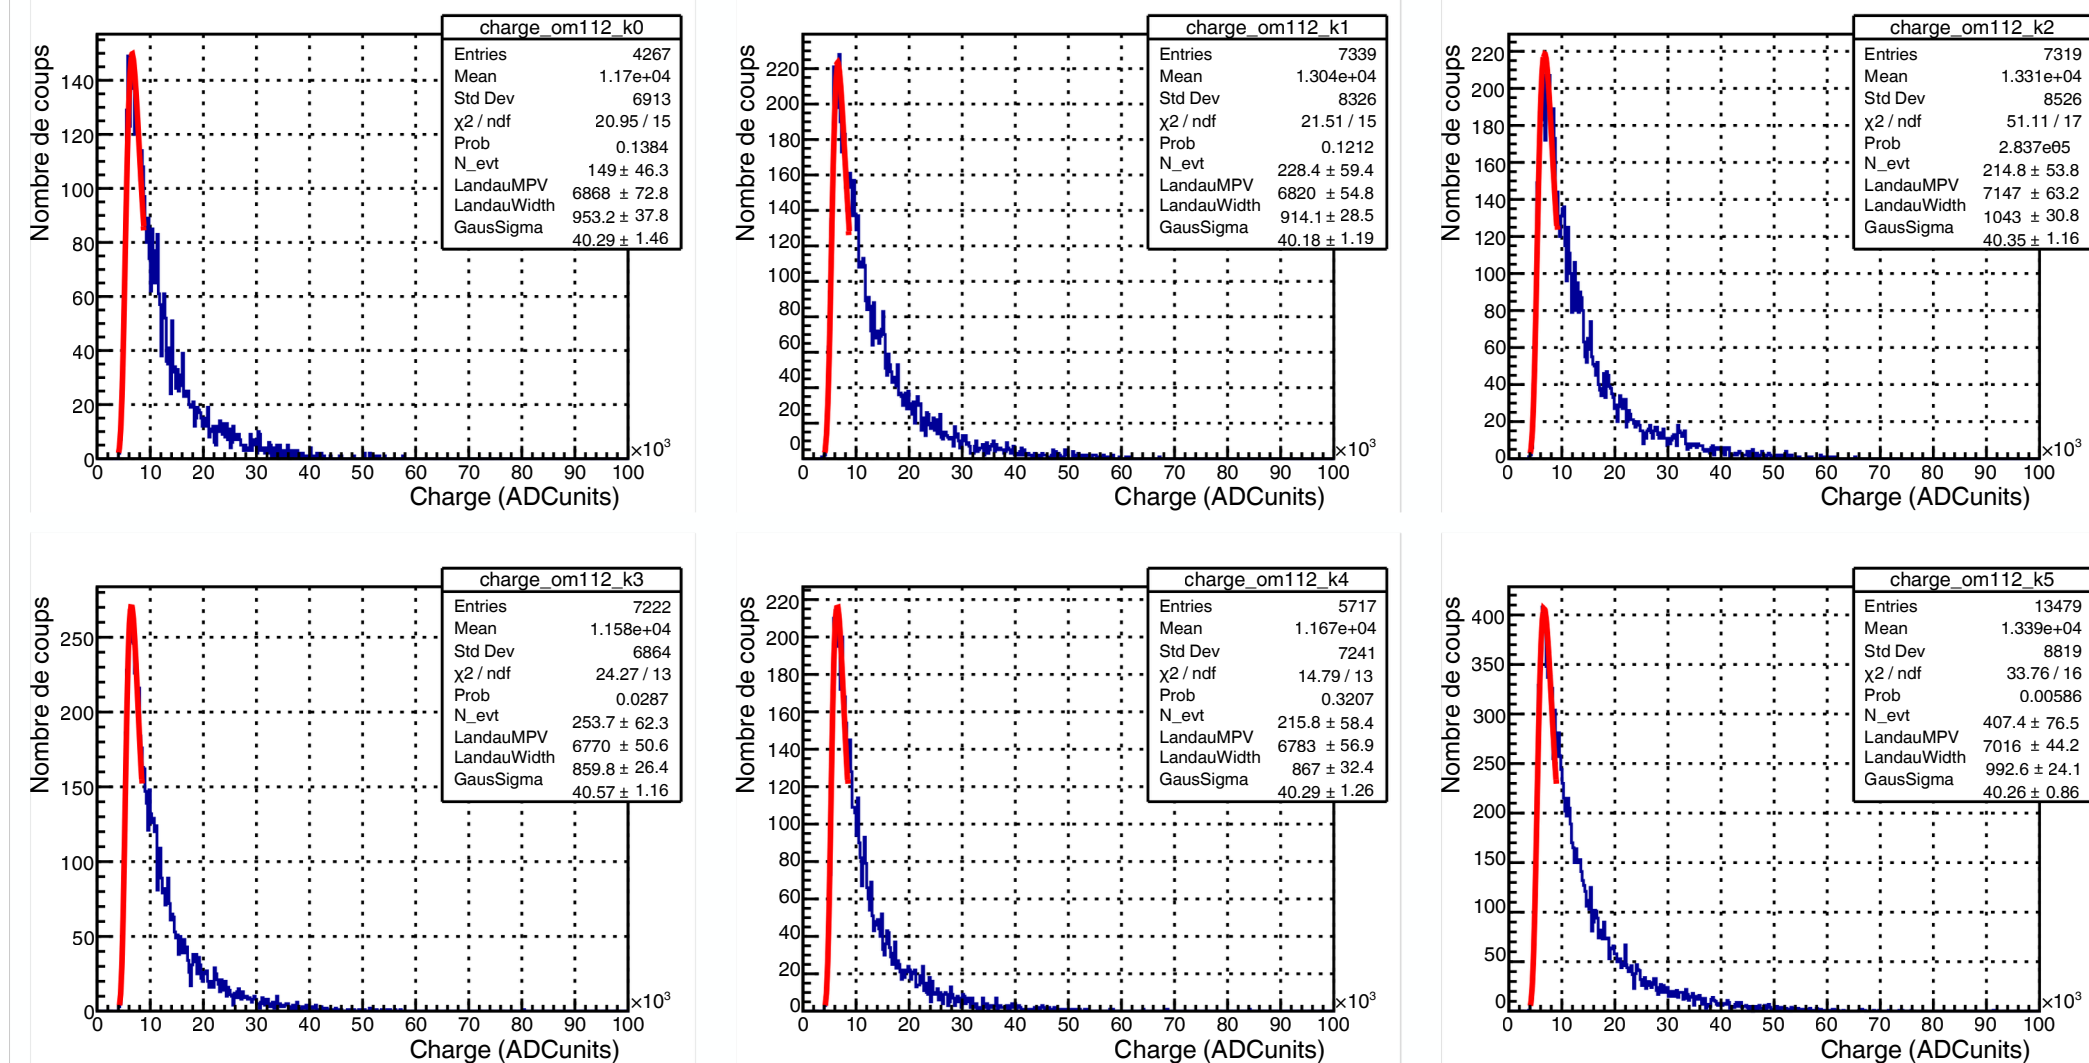 charge_om112_k0
Entries 4267
Mean 1.17e+04
Std Dev 6913
χ2 / ndf 20.95 / 15
Prob 0.1384
N_evt 149 ± 46.3
LandauMPV 6868 ± 72.8
LandauWidth 953.2 ± 37.8
GausSigma 40.29 ± 1.46
Nombre de coups
140
120
100
80
60
40
20
0
0 10 20 30 40 50 60 70 80 90 100
×10³
Charge (ADCunits)
charge_om112_k1
Entries 7339
Mean 1.304e+04
Std Dev 8326
χ2 / ndf 21.51 / 15
Prob 0.1212
N_evt 228.4 ± 59.4
LandauMPV 6820 ± 54.8
LandauWidth 914.1 ± 28.5
GausSigma 40.18 ± 1.19
Nombre de coups
220
200
180
160
140
120
100
80
60
40
20
0
0 10 20 30 40 50 60 70 80 90 100
×10³
Charge (ADCunits)
charge_om112_k2
Entries 7319
Mean 1.331e+04
Std Dev 8526
χ2 / ndf 51.11 / 17
Prob 2.837e05
N_evt 214.8 ± 53.8
LandauMPV 7147 ± 63.2
LandauWidth 1043 ± 30.8
GausSigma 40.35 ± 1.16
Nombre de coups
220
200
180
160
140
120
100
80
60
40
20
0
0 10 20 30 40 50 60 70 80 90 100
×10³
Charge (ADCunits)
charge_om112_k3
Entries 7222
Mean 1.158e+04
Std Dev 6864
χ2 / ndf 24.27 / 13
Prob 0.0287
N_evt 253.7 ± 62.3
LandauMPV 6770 ± 50.6
LandauWidth 859.8 ± 26.4
GausSigma 40.57 ± 1.16
Nombre de coups
250
200
150
100
50
0
0 10 20 30 40 50 60 70 80 90 100
×10³
Charge (ADCunits)
charge_om112_k4
Entries 5717
Mean 1.167e+04
Std Dev 7241
χ2 / ndf 14.79 / 13
Prob 0.3207
N_evt 215.8 ± 58.4
LandauMPV 6783 ± 56.9
LandauWidth 867 ± 32.4
GausSigma 40.29 ± 1.26
Nombre de coups
220
200
180
160
140
120
100
80
60
40
20
0
0 10 20 30 40 50 60 70 80 90 100
×10³
Charge (ADCunits)
charge_om112_k5
Entries 13479
Mean 1.339e+04
Std Dev 8819
χ2 / ndf 33.76 / 16
Prob 0.00586
N_evt 407.4 ± 76.5
LandauMPV 7016 ± 44.2
LandauWidth 992.6 ± 24.1
GausSigma 40.26 ± 0.86
Nombre de coups
400
350
300
250
200
150
100
50
0
0 10 20 30 40 50 60 70 80 90 100
×10³
Charge (ADCunits)